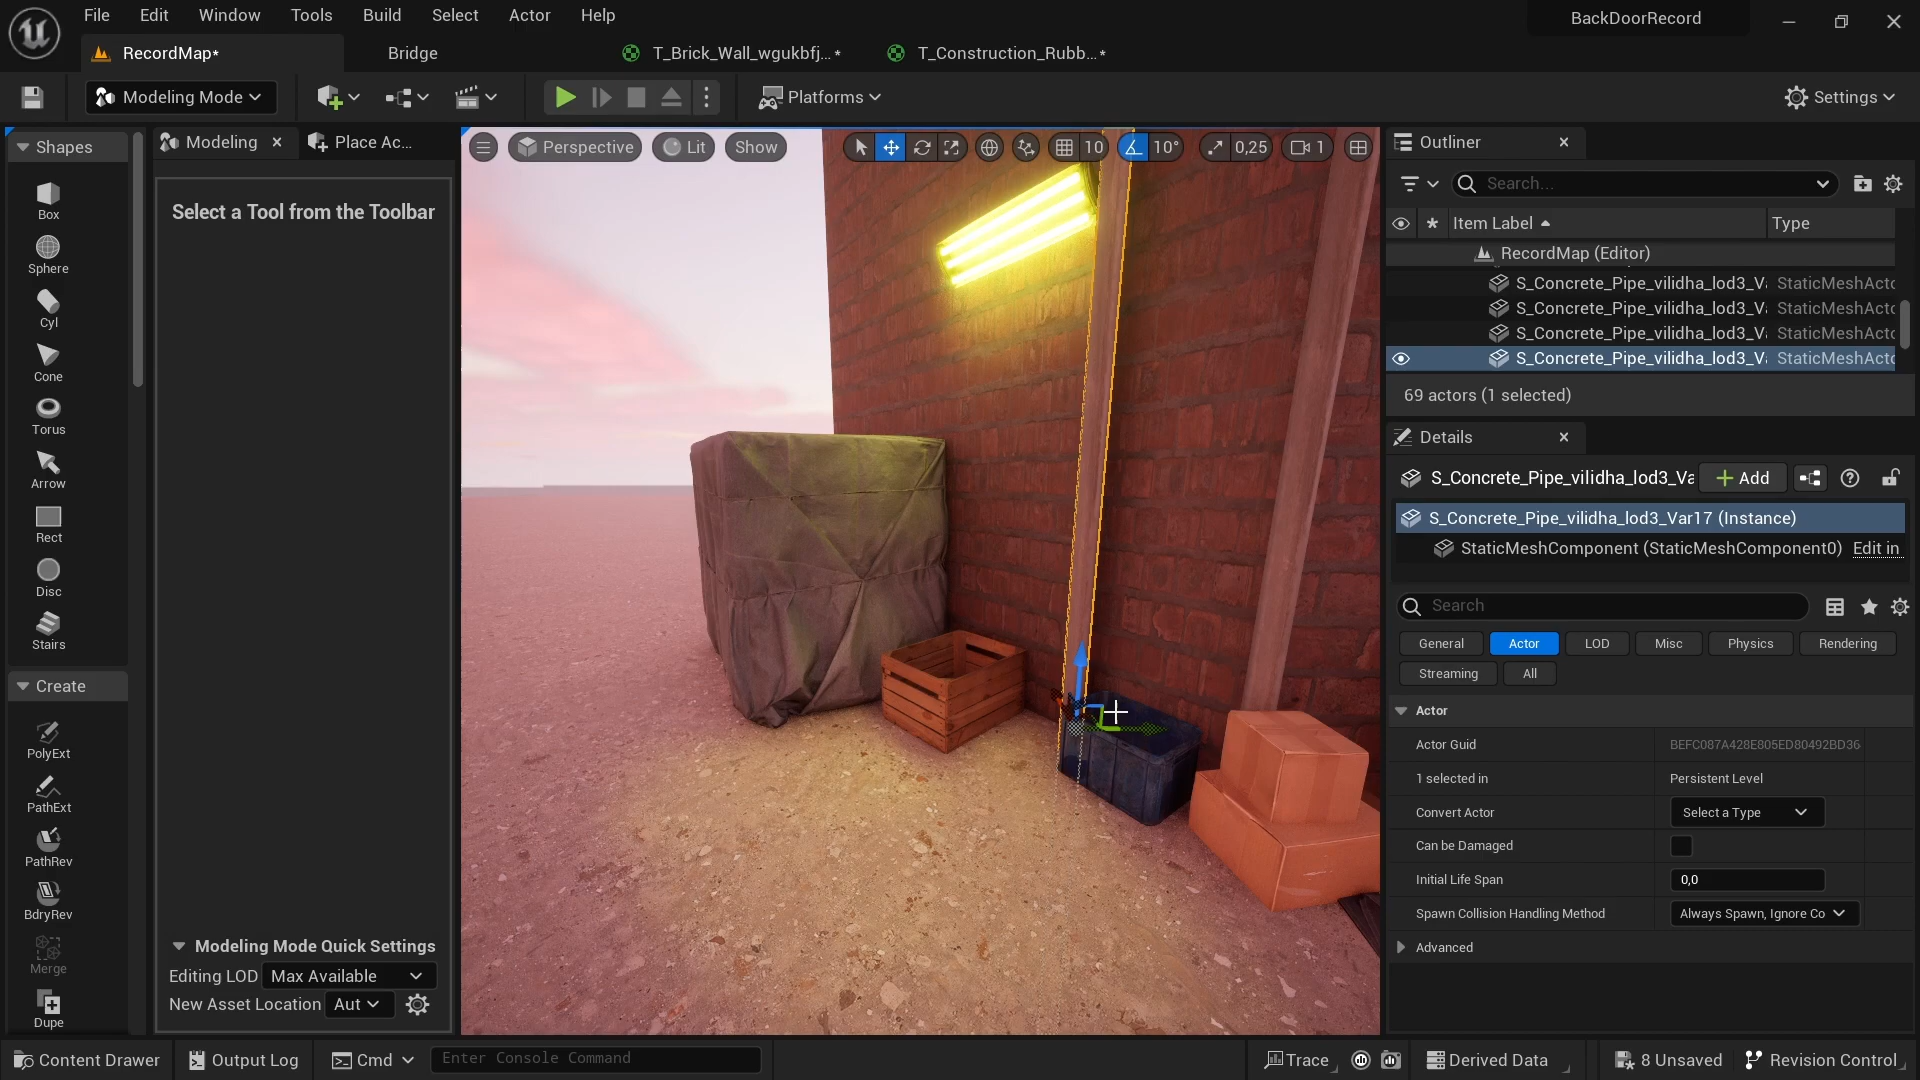 File Edit Window Tools Build Select Actor Help
BackDoorRecord
RecordMap*
Bridge
T_Brick_Wall_wgukbfj...*
T_Construction_Rubb...*
Modeling Mode
Platforms
Settings
Shapes
Box
Sphere
Cyl
Cone
Torus
Arrow
Rect
Disc
Stairs
Create
PolyExt
PathExt
PathRev
BdryRev
Merge
Dupe
Modeling
Place Ac...
Select a Tool from the Toolbar
Modeling Mode Quick Settings
Editing LOD Max Available
New Asset Location Aut
Perspective Lit Show 10 10° 0,25 1
Outliner
Search...
Item Label Type
RecordMap (Editor)
S_Concrete_Pipe_vilidha_lod3_Va StaticMeshActo
S_Concrete_Pipe_vilidha_lod3_Va StaticMeshActo
S_Concrete_Pipe_vilidha_lod3_Va StaticMeshActo
S_Concrete_Pipe_vilidha_lod3_Va StaticMeshActo
69 actors (1 selected)
Details
S_Concrete_Pipe_vilidha_lod3_Va Add
S_Concrete_Pipe_vilidha_lod3_Var17 (Instance)
StaticMeshComponent (StaticMeshComponent0) Edit in
Search
General Actor LOD Misc Physics Rendering
Streaming All
Actor
Actor Guid BEFC087A428E805ED80492BD36
1 selected in Persistent Level
Convert Actor Select a Type
Can be Damaged
Initial Life Span 0,0
Spawn Collision Handling Method Always Spawn, Ignore Co
Advanced
Content Drawer Output Log Cmd Enter Console Command Trace Derived Data 8 Unsaved Revision Control